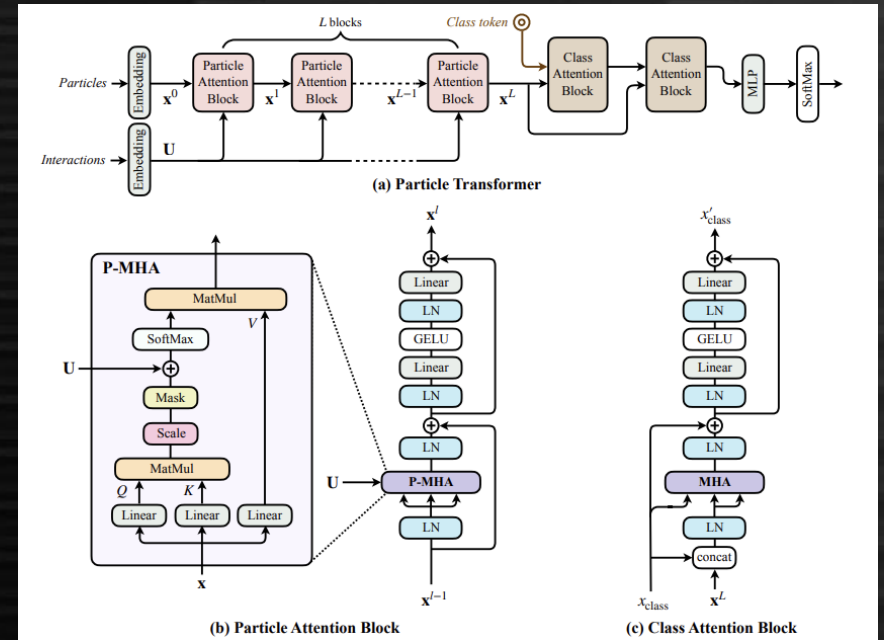 L blocks
Class token
Particles
Embedding
x^0
Particle
Attention
Block
x^1
Particle
Attention
Block
x^{L-1}
Particle
Attention
Block
x^L
Class
Attention
Block
Class
Attention
Block
MLP
SoftMax
Interactions
Embedding
U
(a) Particle Transformer
P-MHA
MatMul
V
SoftMax
U
Mask
Scale
MatMul
Q
K
Linear
Linear
Linear
x
x^l
Linear
LN
GELU
Linear
LN
LN
U
P-MHA
LN
x^{l-1}
(b) Particle Attention Block
x'_class
Linear
LN
GELU
Linear
LN
LN
MHA
LN
concat
x_class
x^L
(c) Class Attention Block